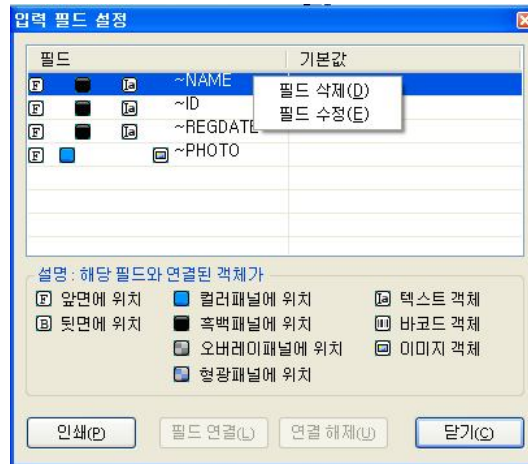 입력 필드 설정
필드 기본값
F Ia ~NAME
필드 삭제(D)
F Ia ~ID
필드 수정(E)
F Ia ~REGDATE
F ~PHOTO
설명 : 해당 필드와 연결된 객체가
F 앞면에 위치 컬러패널에 위치 Ia 텍스트 객체
B 뒷면에 위치 흑백패널에 위치 바코드 객체
오버레이패널에 위치 이미지 객체
형광패널에 위치
인쇄(P) 필드 연결(L) 연결 해제(U) 닫기(C)